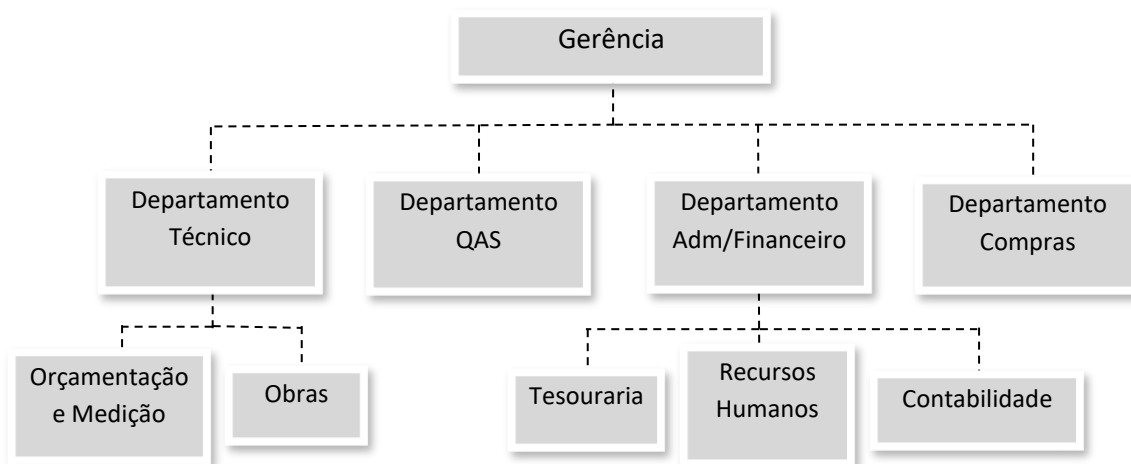 Gerência
Departamento
Técnico
Departamento
QAS
Departamento
Adm/Financeiro
Departamento
Compras
Orçamentação
e Medição
Obras
Tesouraria
Recursos
Humanos
Contabilidade